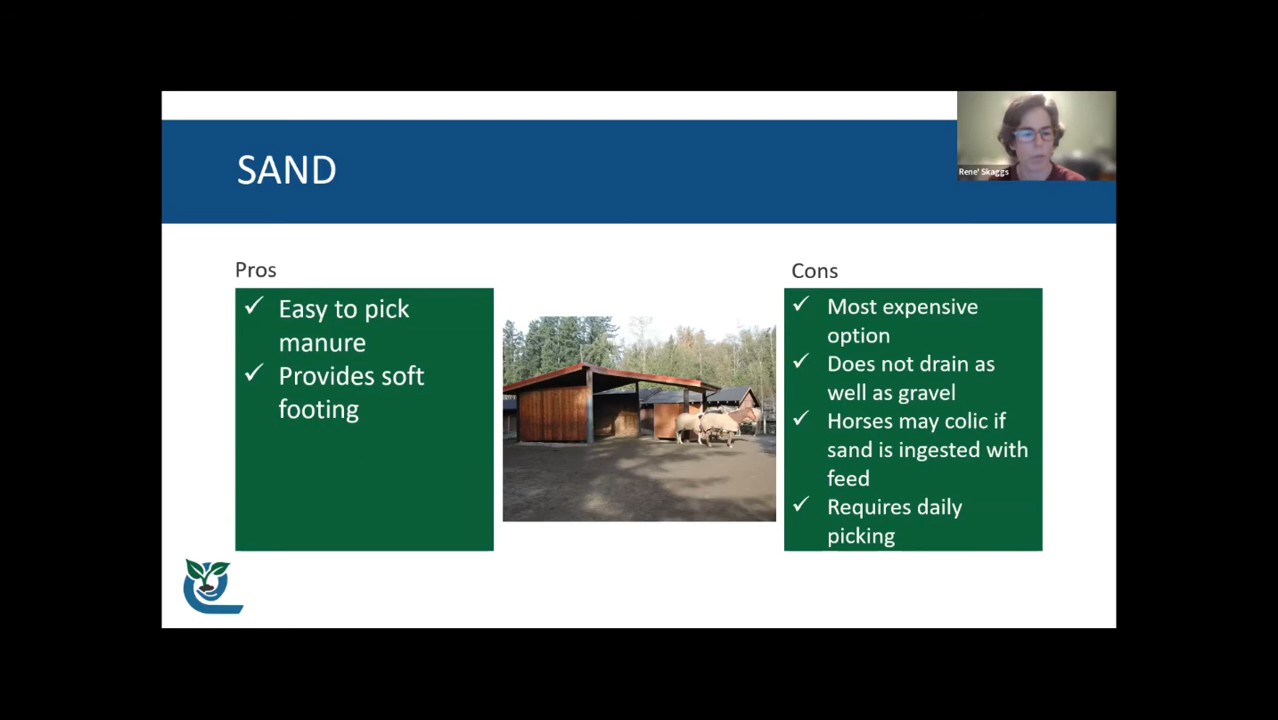 SAND
Rene' Skaggs
Pros
Easy to pick
manure
Provides soft
footing
Cons
Most expensive
option
Does not drain as
well as gravel
Horses may colic if
sand is ingested with
feed
Requires daily
picking